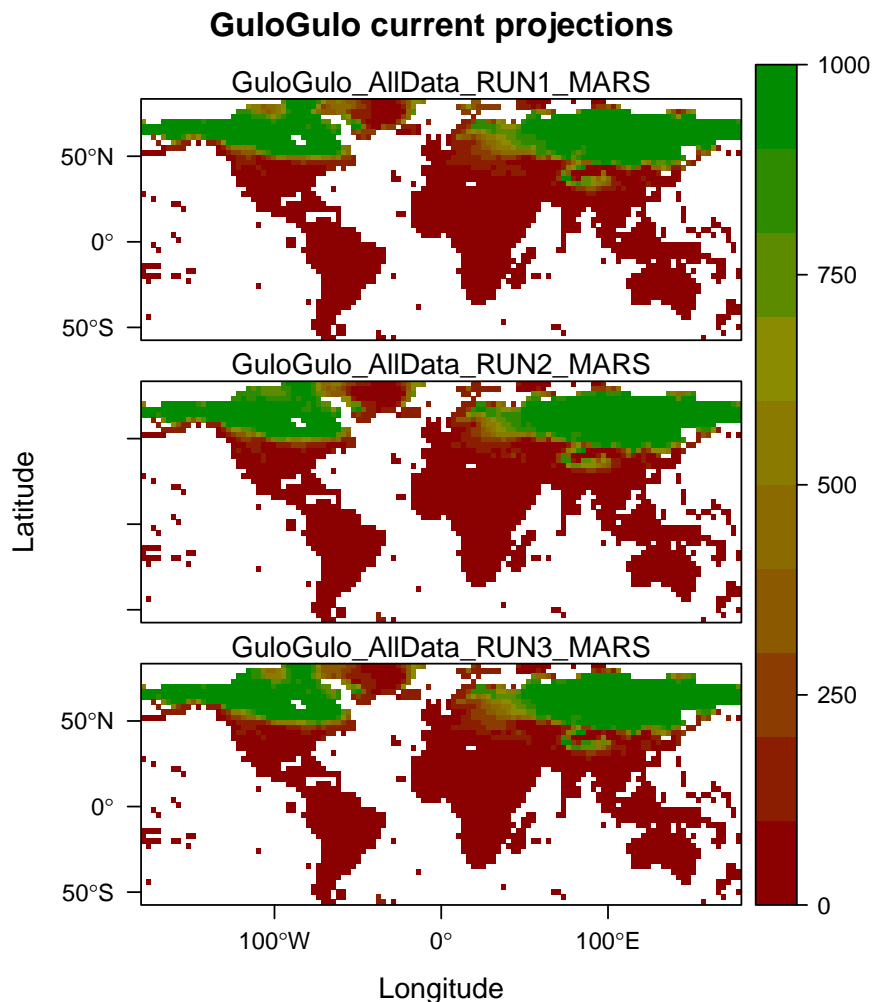 GuloGulo current projections
GuloGulo_AllData_RUN1_MARS
50°N
0°
50°S
GuloGulo_AllData_RUN2_MARS
Latitude
GuloGulo_AllData_RUN3_MARS
50°N
0°
50°S
100°W 0° 100°E
Longitude
1000
750
500
250
0